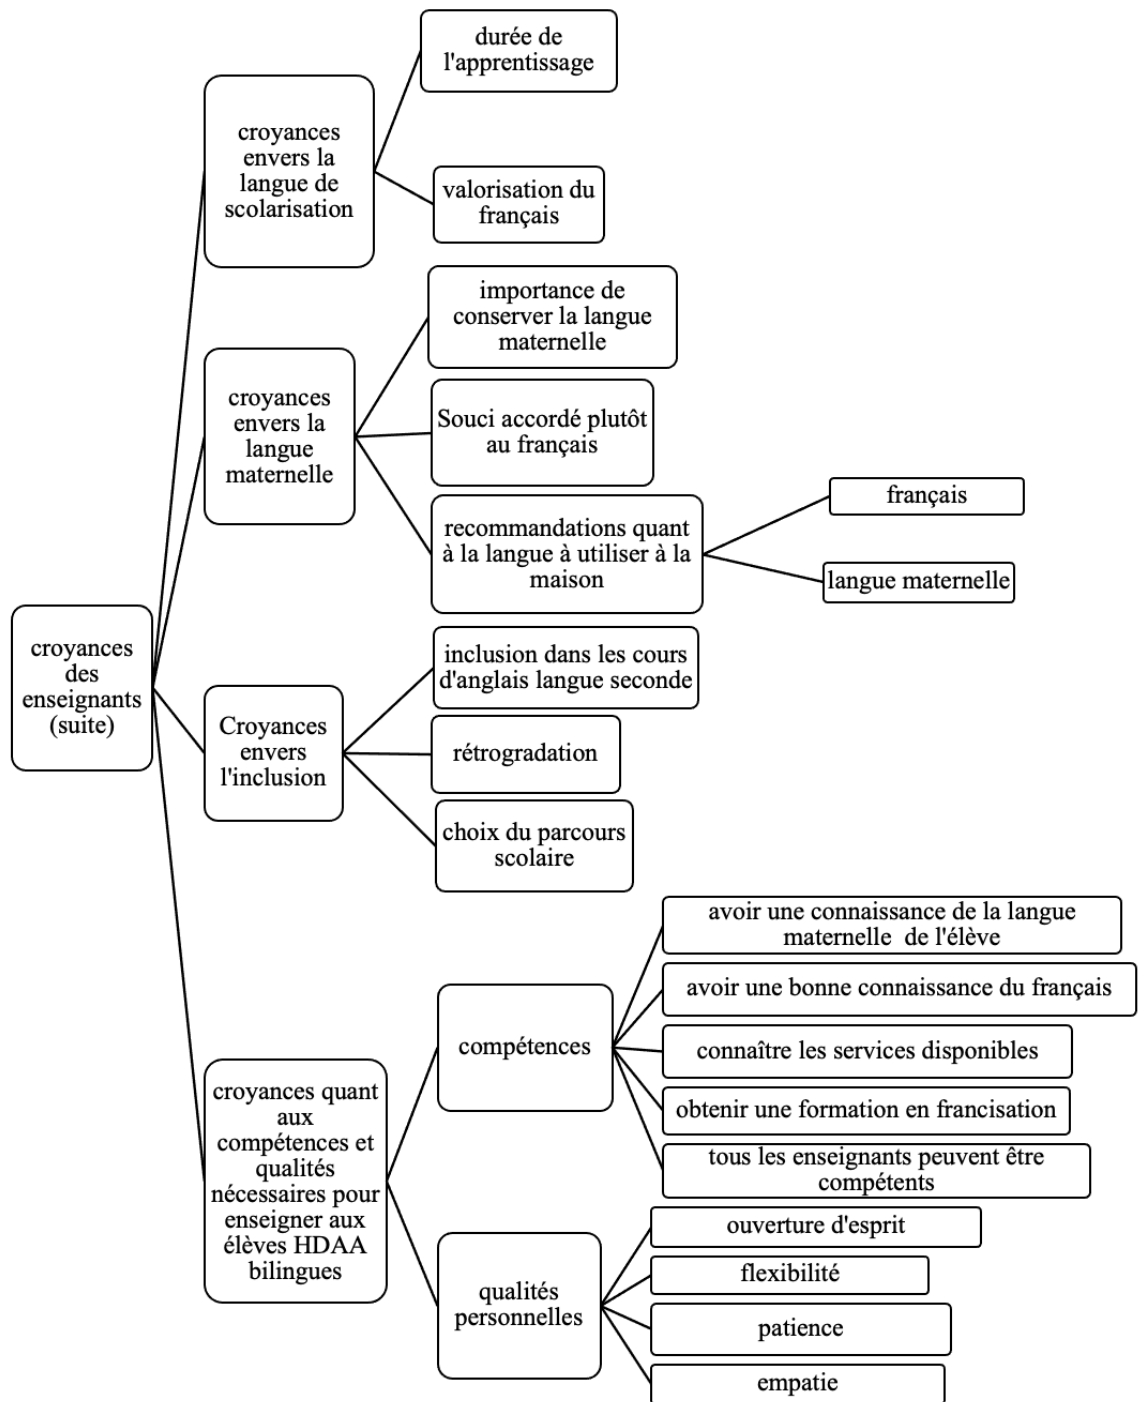 durée de
l'apprentissage
croyances
envers la
langue de
scolarisation
valorisation du
français
importance de
conserver la langue
maternelle
croyances
envers la
langue
maternelle
Souci accordé plutôt
au français
recommandations quant
à la langue à utiliser à la
maison
français
langue maternelle
croyances
des
enseignants
(suite)
inclusion dans les cours
d'anglais langue seconde
Croyances
envers
l'inclusion
rétrogradation
choix du parcours
scolaire
avoir une connaissance de la langue
maternelle de l'élève
avoir une bonne connaissance du français
compétences
connaître les services disponibles
obtenir une formation en francisation
tous les enseignants peuvent être
compétents
croyances quant
aux
compétences et
qualités
nécessaires pour
enseigner aux
élèves HDAA
bilingues
ouverture d'esprit
flexibilité
qualités
personnelles
patience
empatie